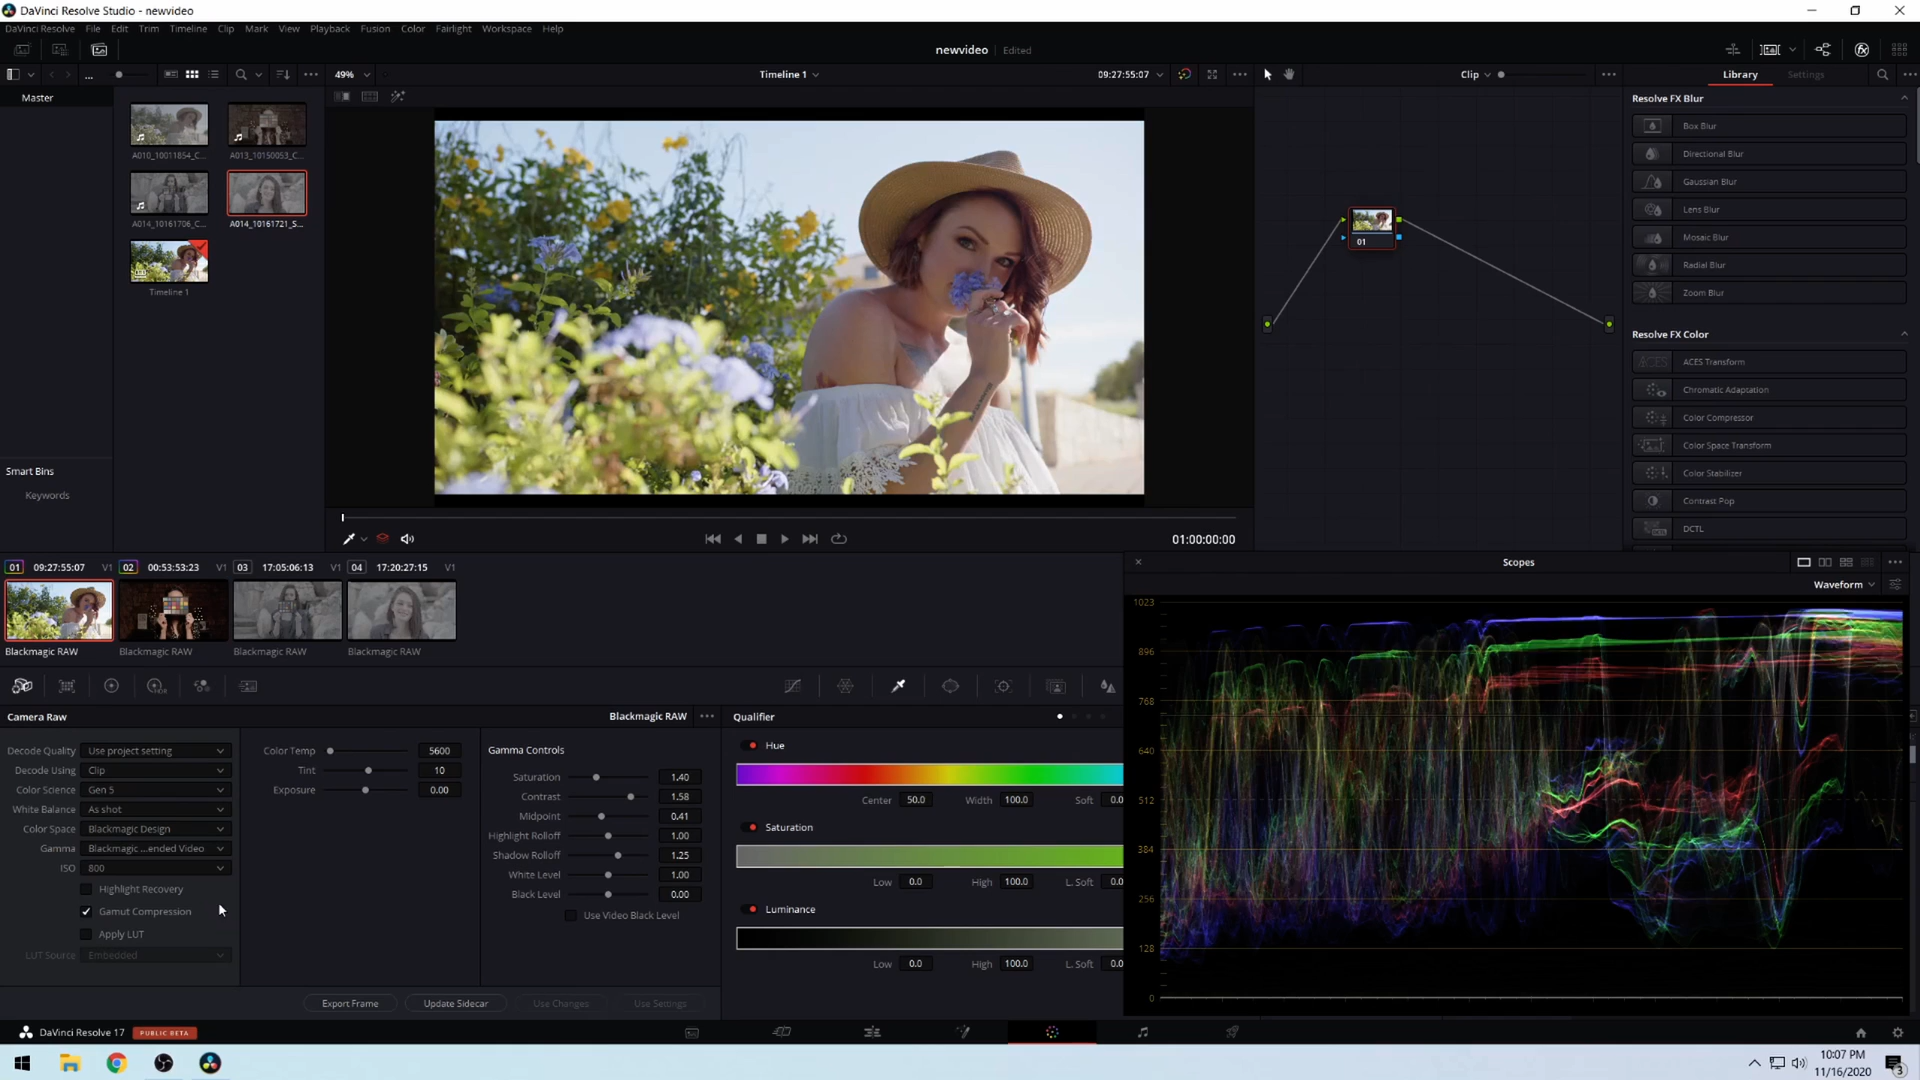 DaVinci Resolve Studio - newvideo
DaVinci Resolve File Edit Trim Timeline Clip Mark View Playback Fusion Color Fairlight Workspace Help
newvideo Edited
... 49% Timeline 1 09:27:55:07 Clip Library Settings
Master
A010_10011854_C... A013_10150053_C...
A014_10161706_C... A014_10161721_S...
Timeline 1
Smart Bins
Keywords
01
Resolve FX Blur
Box Blur
Directional Blur
Gaussian Blur
Lens Blur
Mosaic Blur
Radial Blur
Zoom Blur
Resolve FX Color
ACES ACES Transform
Chromatic Adaptation
Color Compressor
Color Space Transform
Color Stabilizer
Contrast Pop
DCTL
01:00:00:00
01 09:27:55:07 V1 02 00:53:53:23 V1 03 17:05:06:13 V1 04 17:20:27:15 V1
Blackmagic RAW Blackmagic RAW Blackmagic RAW Blackmagic RAW
HDR
Camera Raw Blackmagic RAW
Decode Quality Use project setting
Decode Using Clip
Color Science Gen 5
White Balance As shot
Color Space Blackmagic Design
Gamma Blackmagic ...ended Video
ISO 800
Highlight Recovery
Gamut Compression
Apply LUT
LUT Source Embedded
Color Temp 5600
Tint 10
Exposure 0.00
Gamma Controls
Saturation 1.40
Contrast 1.58
Midpoint 0.41
Highlight Rolloff 1.00
Shadow Rolloff 1.25
White Level 1.00
Black Level 0.00
Use Video Black Level
Export Frame Update Sidecar Use Changes Use Settings
Qualifier
Hue
Center 50.0 Width 100.0 Soft 0.0
Saturation
Low 0.0 High 100.0 L. Soft 0.0
Luminance
Low 0.0 High 100.0 L. Soft 0.0
Scopes
Waveform
1023
896
768
640
512
384
256
128
0
DaVinci Resolve 17 PUBLIC BETA
10:07 PM
11/16/2020
3